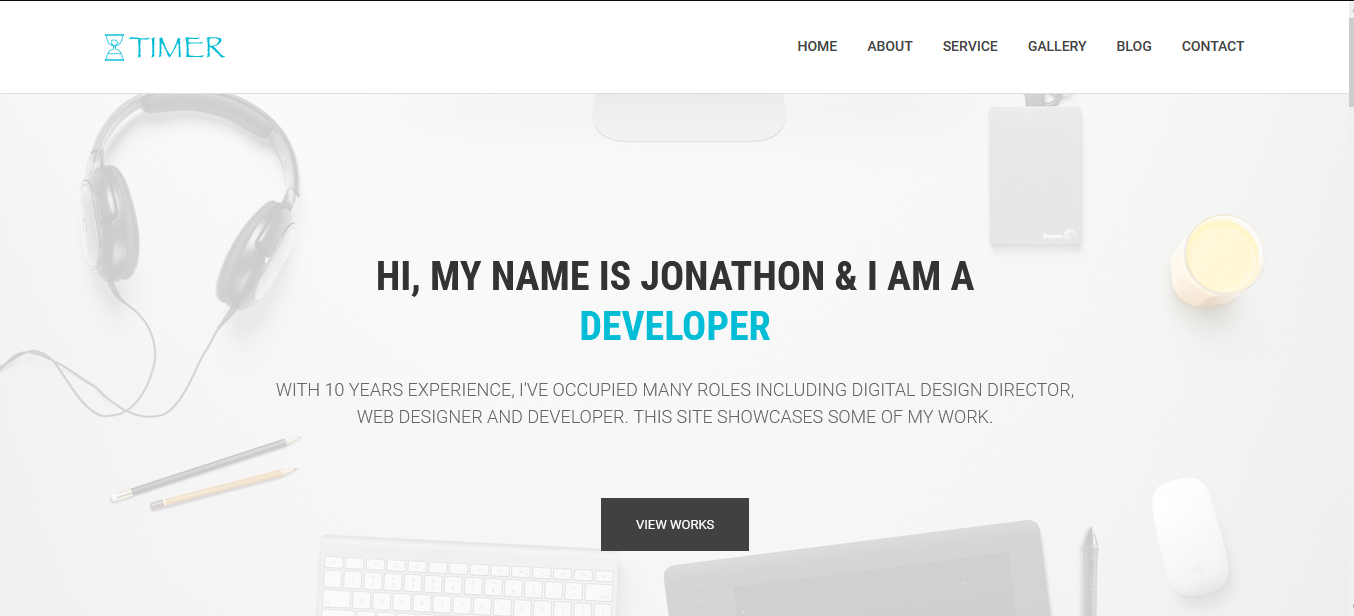 TIMER
HOME ABOUT SERVICE GALLERY BLOG CONTACT
HI, MY NAME IS JONATHON & I AM A
DEVELOPER
WITH 10 YEARS EXPERIENCE, I'VE OCCUPIED MANY ROLES INCLUDING DIGITAL DESIGN DIRECTOR,
WEB DESIGNER AND DEVELOPER. THIS SITE SHOWCASES SOME OF MY WORK.
VIEW WORKS